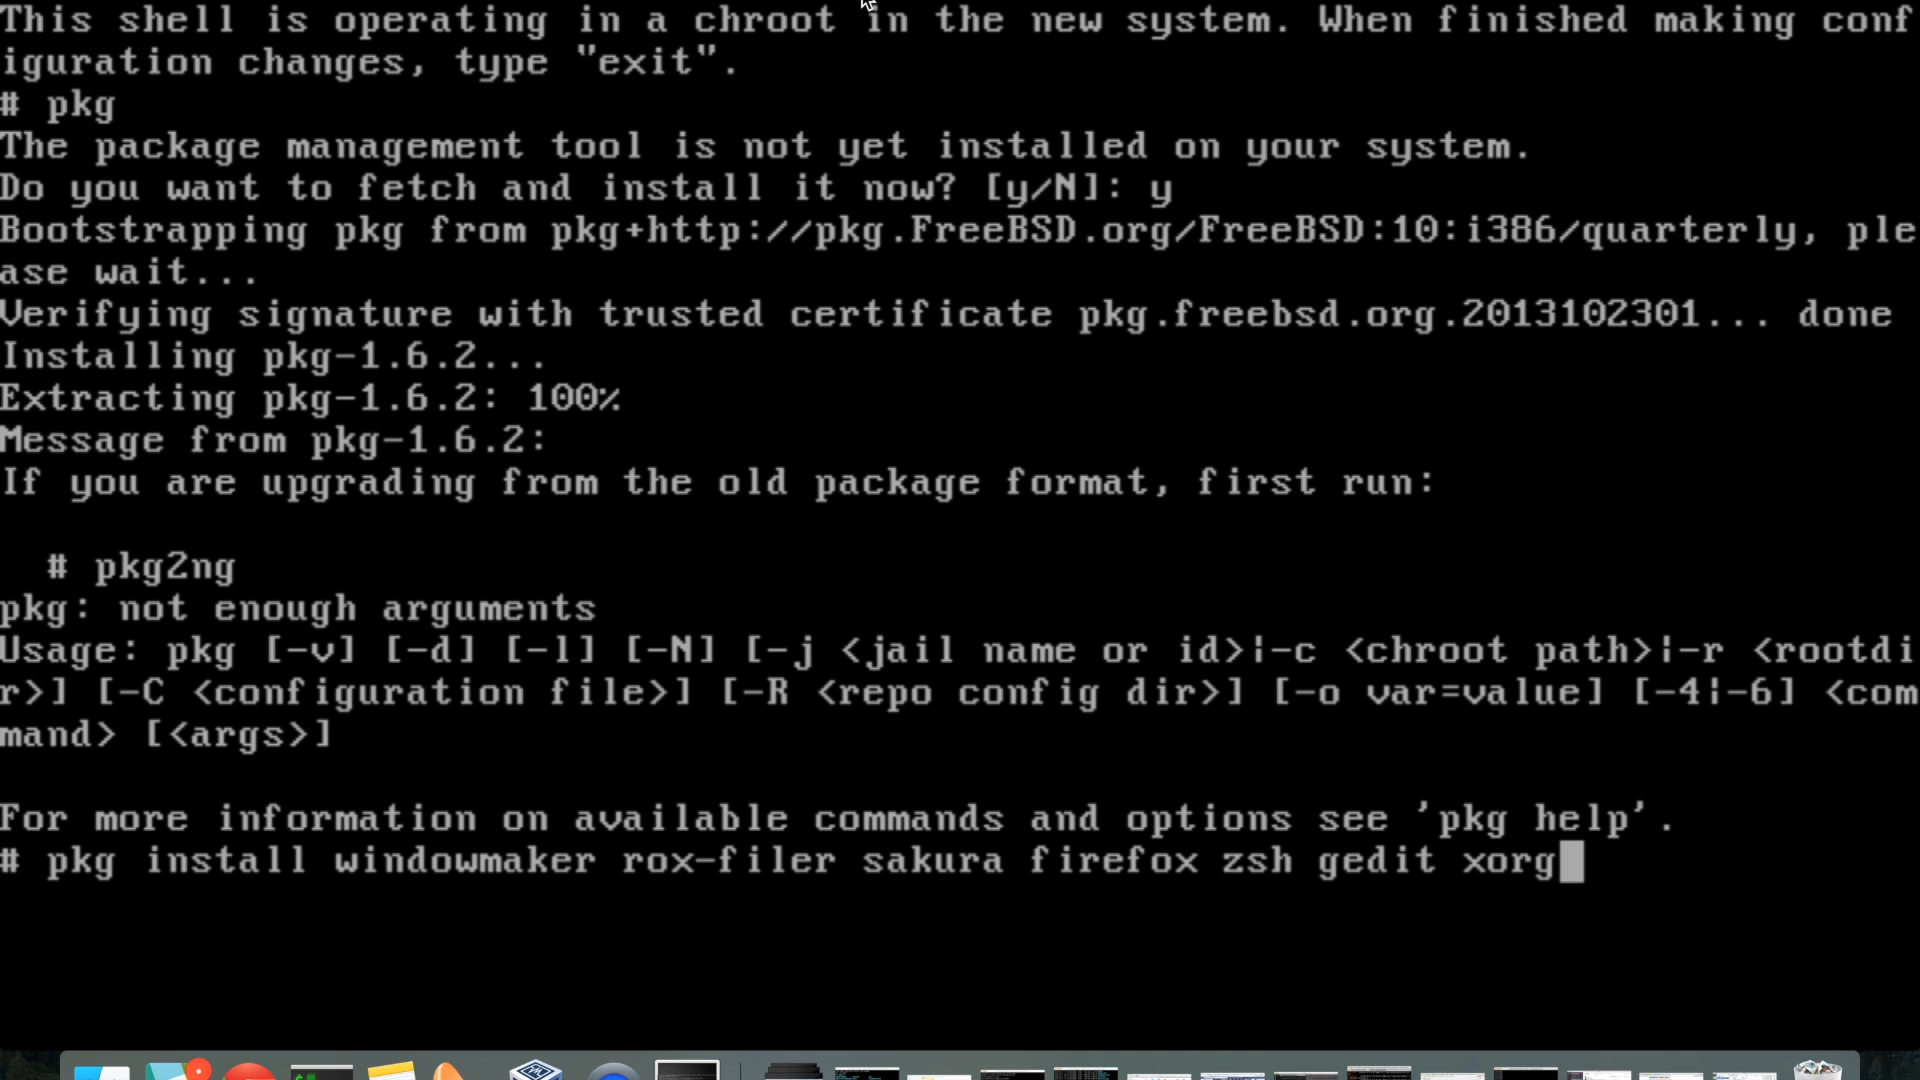 This shell is operating in a chroot in the new system. When finished making conf
iguration changes, type "exit".
# pkg
The package management tool is not yet installed on your system.
Do you want to fetch and install it now? [y/N]: y
Bootstrapping pkg from pkg+http://pkg.FreeBSD.org/FreeBSD:10:i386/quarterly, ple
ase wait...
Verifying signature with trusted certificate pkg.freebsd.org.2013102301... done
Installing pkg-1.6.2...
Extracting pkg-1.6.2: 100%
Message from pkg-1.6.2:
If you are upgrading from the old package format, first run:
  # pkg2ng
pkg: not enough arguments
Usage: pkg [-v] [-d] [-l] [-N] [-j <jail name or id>|-c <chroot path>|-r <rootdi
r>] [-C <configuration file>] [-R <repo config dir>] [-o var=value] [-4|-6] <com
mand> [<args>]
For more information on available commands and options see 'pkg help'.
# pkg install windowmaker rox-filer sakura firefox zsh gedit xorg